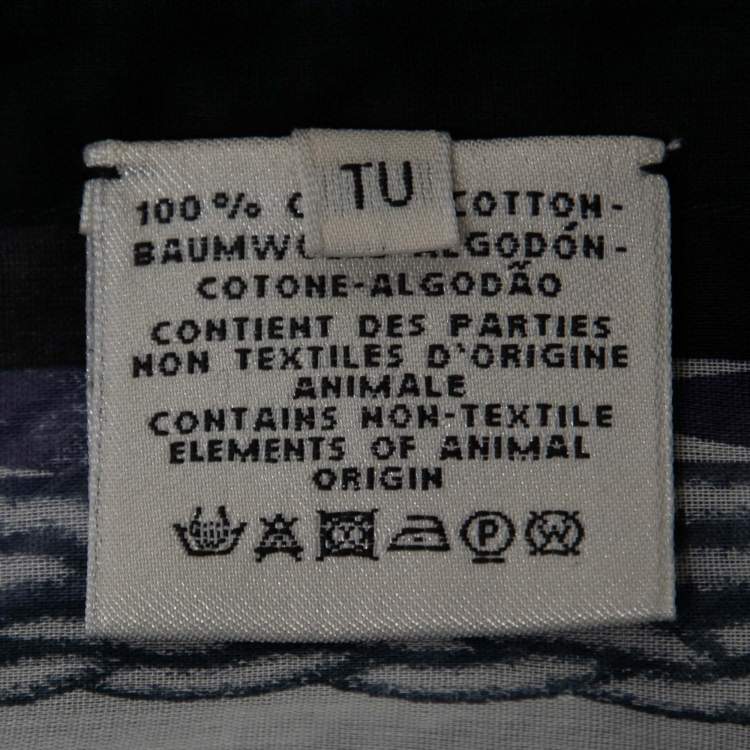 TU
100% COTTON-
BAUMWOLLE-ALGODÓN-
COTONE-ALGODÃO
CONTIENT DES PARTIES
NON TEXTILES D'ORIGINE
ANIMALE
CONTAINS NON-TEXTILE
ELEMENTS OF ANIMAL
ORIGIN
P W